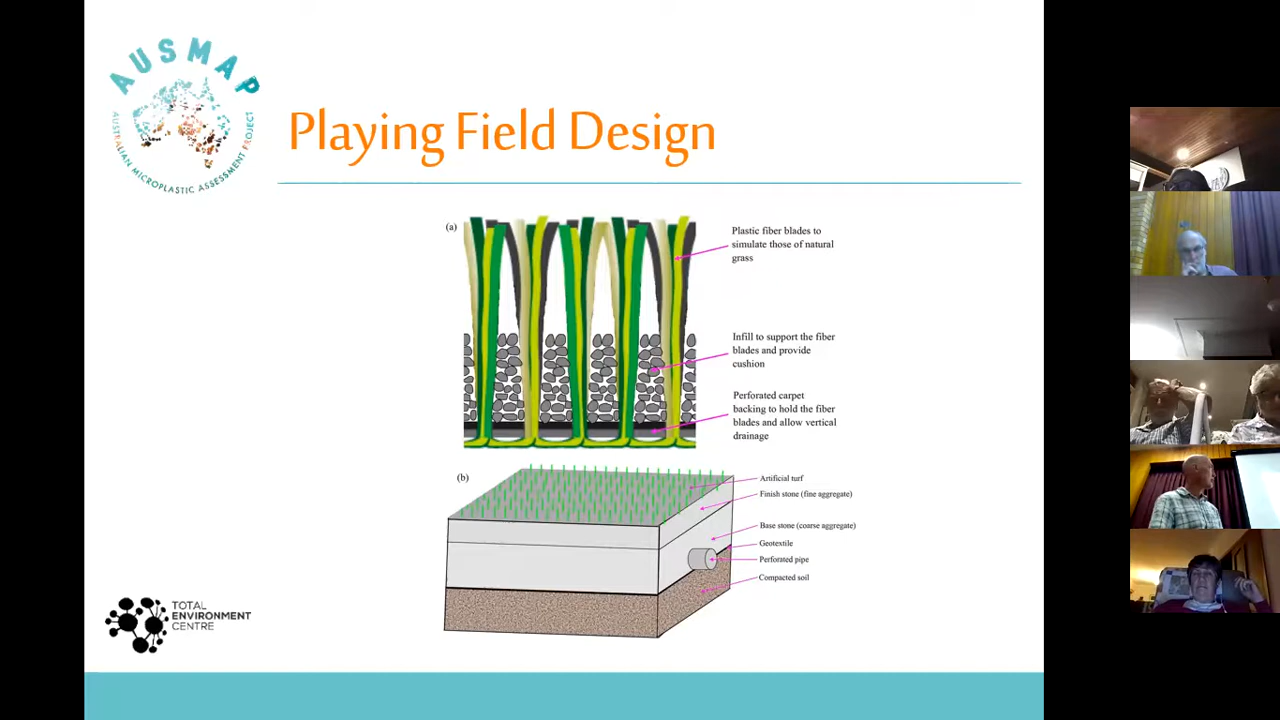 AUSMAP
AUSTRALIAN MICROPLASTIC ASSESSMENT PROJECT
Playing Field Design
(a)
Plastic fiber blades to
simulate those of natural
grass
Infill to support the fiber
blades and provide
cushion
Perforated carpet
backing to hold the fiber
blades and allow vertical
drainage
(b)
Artificial turf
Finish stone (fine aggregate)
Base stone (coarse aggregate)
Geotextile
Perforated pipe
Compacted soil
TOTAL
ENVIRONMENT
CENTRE